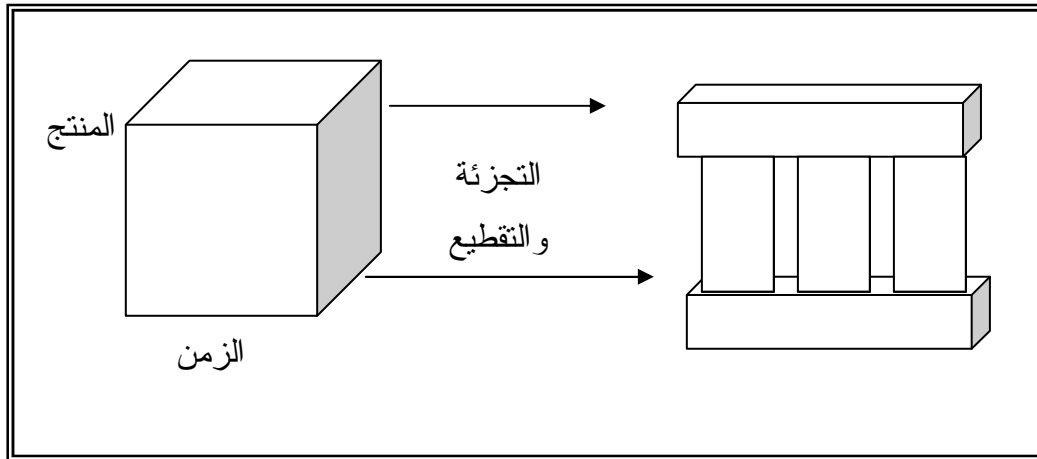 المنتج
التجزئة
والتقطيع
الزمن